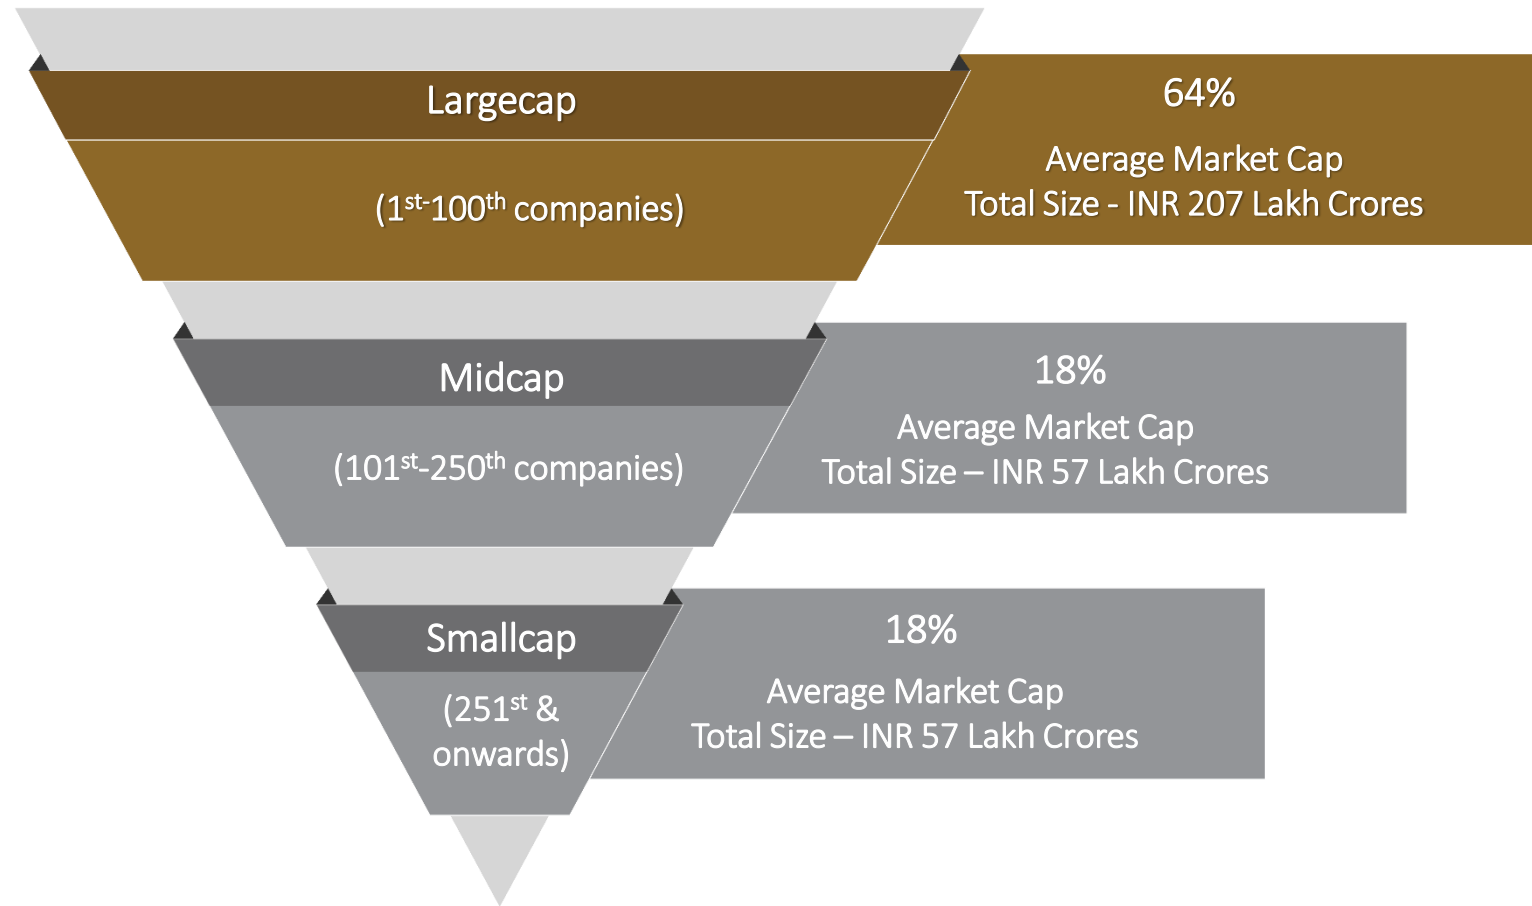 Largecap
64%
Average Market Cap
(1st-100th companies)
Total Size - INR 207 Lakh Crores
Midcap
18%
Average Market Cap
(101st-250th companies)
Total Size – INR 57 Lakh Crores
Smallcap
18%
(251st &
onwards)
Average Market Cap
Total Size – INR 57 Lakh Crores